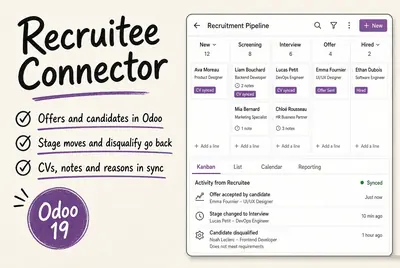 Recruitee
Connector
Offers and candidates in Odoo
Stage moves and disqualify go back
CVs, notes and reasons in sync
Odoo
19
Recruitment Pipeline
+ New
New
12
Screening
8
Interview
6
Offer
4
Hired
2
Ava Moreau
Product Designer
CV synced
Liam Bouchard
Backend Developer
2 notes
CV synced
Lucas Petit
DevOps Engineer
CV synced
Emma Fournier
UI/UX Designer
Offer Sent
Ethan Dubois
Software Engineer
Hired
Mia Bernard
Marketing Specialist
1 note
Chloé Rousseau
HR Business Partner
3 notes
+ Add a line
+ Add a line
+ Add a line
+ Add a line
+ Add a line
Kanban
List
Calendar
Reporting
Activity from Recruitee
Synced
Offer accepted by candidate
Emma Fournier – UI/UX Designer
Just now
Stage changed to Interview
Lucas Petit – DevOps Engineer
10 min ago
Candidate disqualified
Noah Leclerc – Frontend Developer
Does not meet requirements
1 hour ago